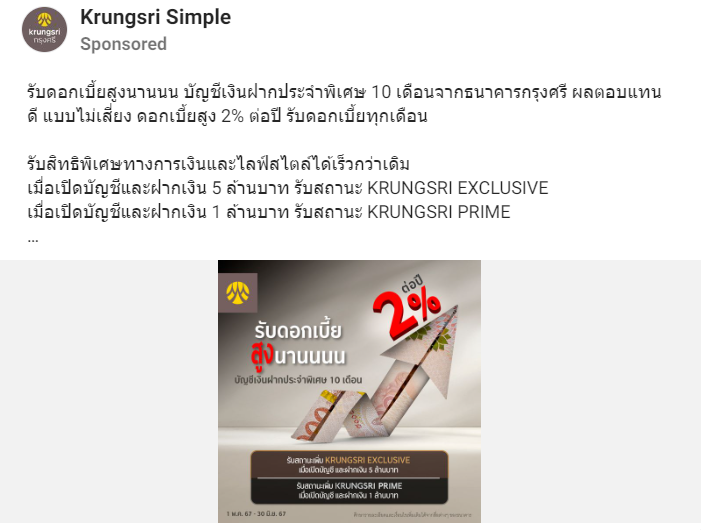 krungsri
กรุงศรี
Krungsri Simple
Sponsored
รับดอกเบี้ยสูงนานนน บัญชีเงินฝากประจำพิเศษ 10 เดือนจากธนาคารกรุงศรี ผลตอบแทน
ดี แบบไม่เสี่ยง ดอกเบี้ยสูง 2% ต่อปี รับดอกเบี้ยทุกเดือน
รับสิทธิพิเศษทางการเงินและไลฟ์สไตล์ได้เร็วกว่าเดิม
เมื่อเปิดบัญชีและฝากเงิน 5 ล้านบาท รับสถานะ KRUNGSRI EXCLUSIVE
เมื่อเปิดบัญชีและฝากเงิน 1 ล้านบาท รับสถานะ KRUNGSRI PRIME
...
ต่อปี
2%
รับดอกเบี้ย
สูงนานนนน
บัญชีเงินฝากประจำพิเศษ 10 เดือน
รับสถานะเพิ่ม KRUNGSRI EXCLUSIVE
เมื่อเปิดบัญชี และฝากเงิน 5 ล้านบาท
รับสถานะเพิ่ม KRUNGSRI PRIME
เมื่อเปิดบัญชี และฝากเงิน 1 ล้านบาท
1 พ.ค. 67 - 30 มิ.ย. 67